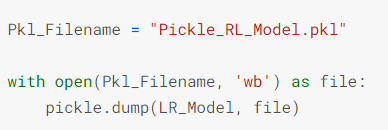 Pkl_Filename = "Pickle_RL_Model.pkl"
with open(Pkl_Filename, 'wb') as file:
    pickle.dump(LR_Model, file)